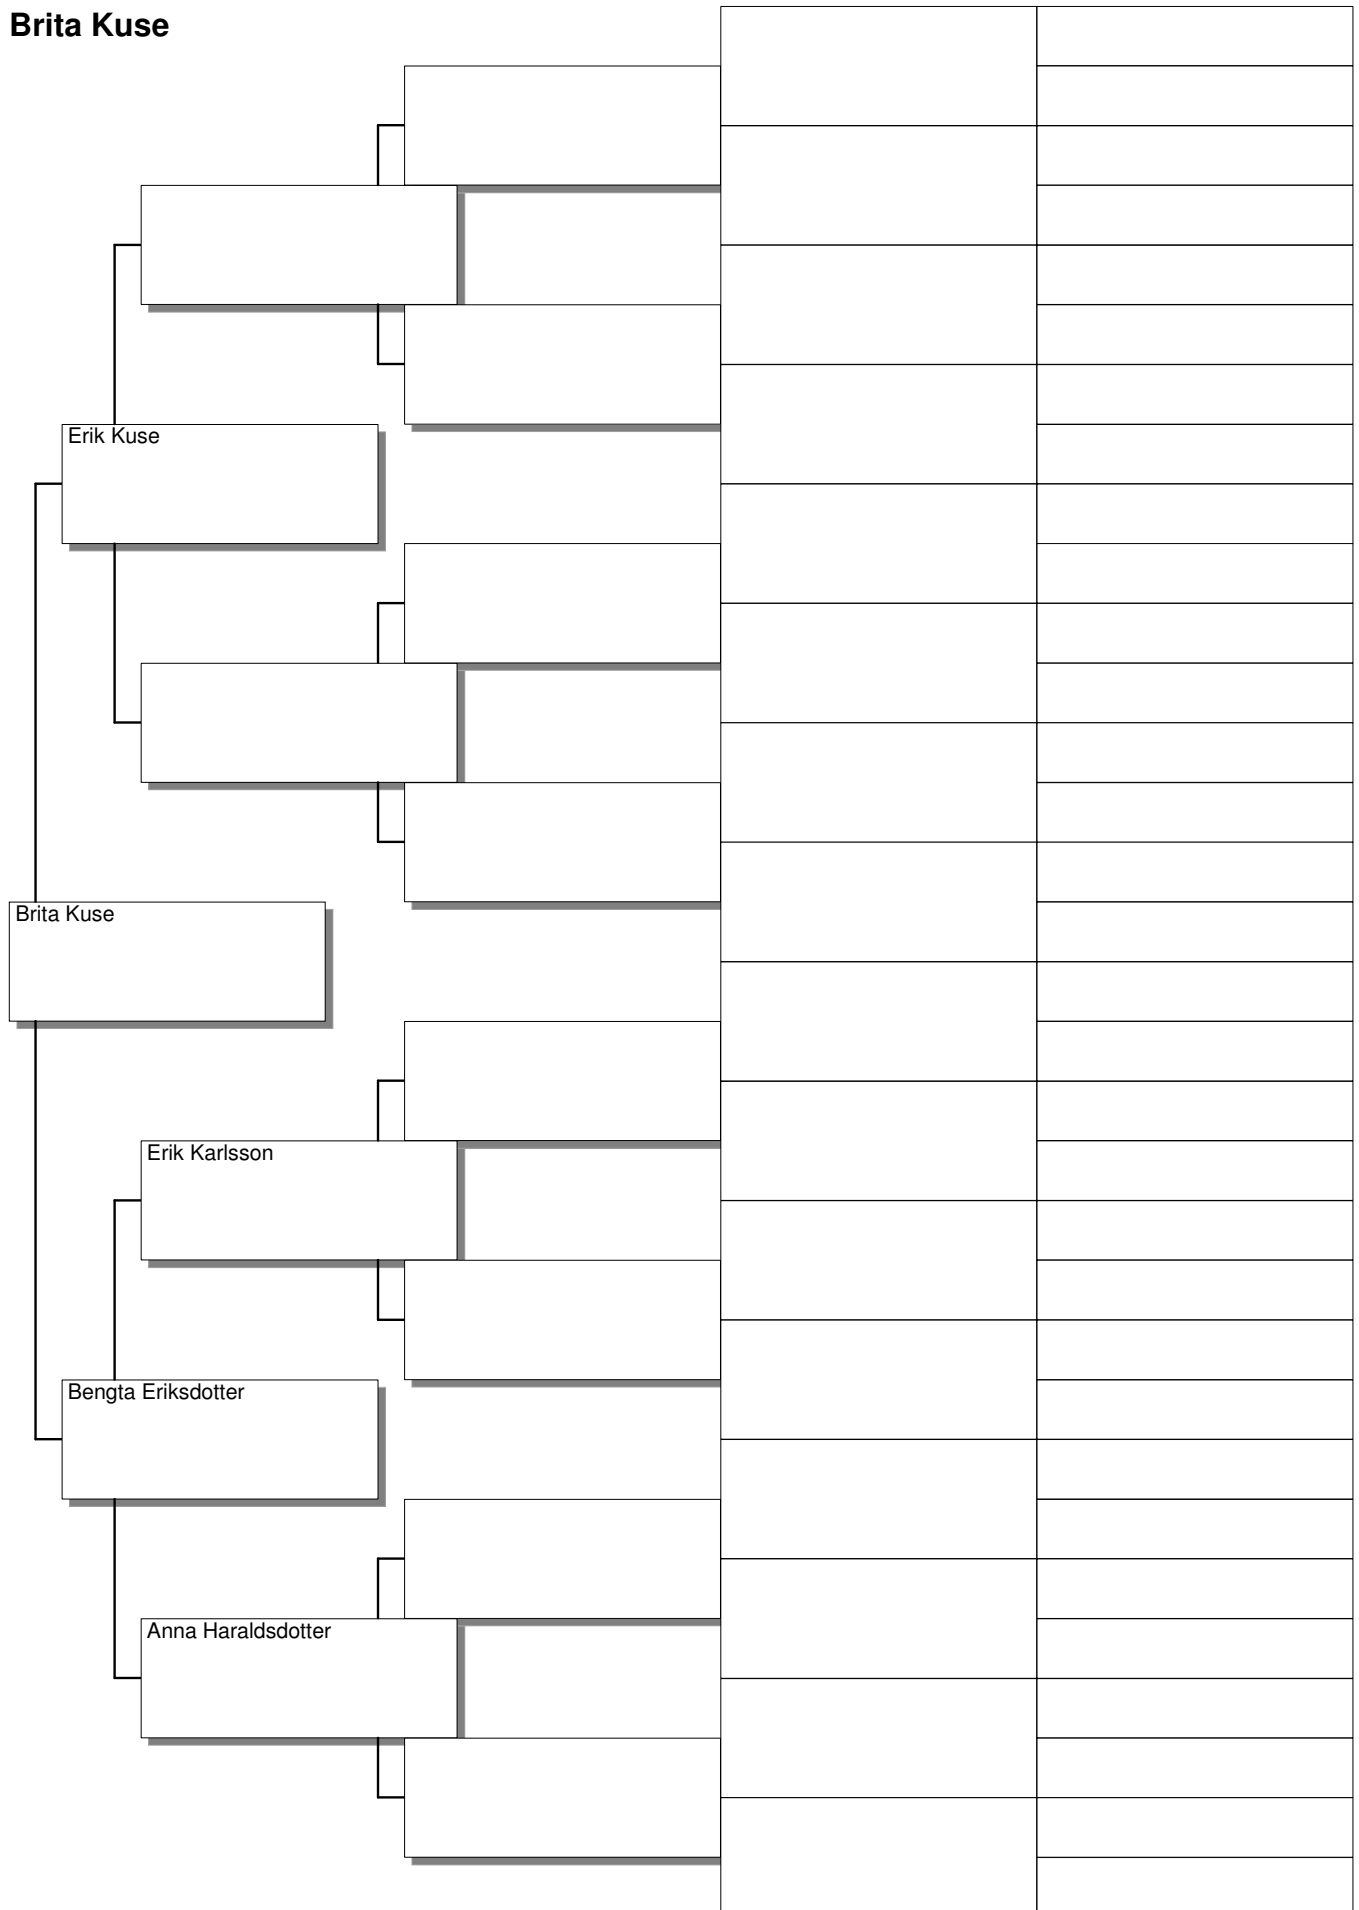 Brita Kuse
Erik Kuse
Brita Kuse
Erik Karlsson
Bengta Eriksdotter
Anna Haraldsdotter